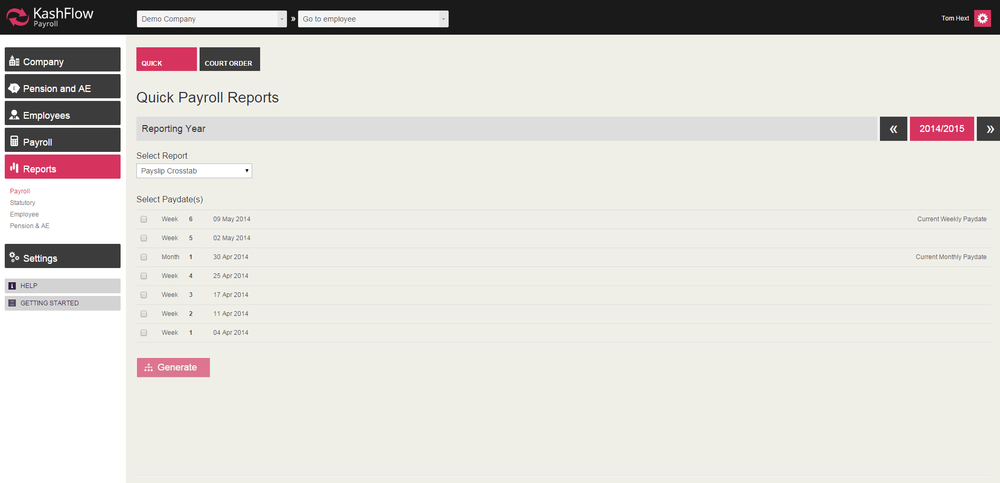 KashFlow
Payroll
Demo Company
»
Go to employee
Tom Hext
Company
Pension and AE
Employees
Payroll
Reports
Payroll
Statutory
Employee
Pension & AE
Settings
HELP
GETTING STARTED
QUICK
COURT ORDER
Quick Payroll Reports
Reporting Year
«
2014/2015
»
Select Report
Payslip Crosstab
Select Paydate(s)
Week 6 09 May 2014 Current Weekly Paydate
Week 5 02 May 2014
Month 1 30 Apr 2014 Current Monthly Paydate
Week 4 25 Apr 2014
Week 3 17 Apr 2014
Week 2 11 Apr 2014
Week 1 04 Apr 2014
Generate